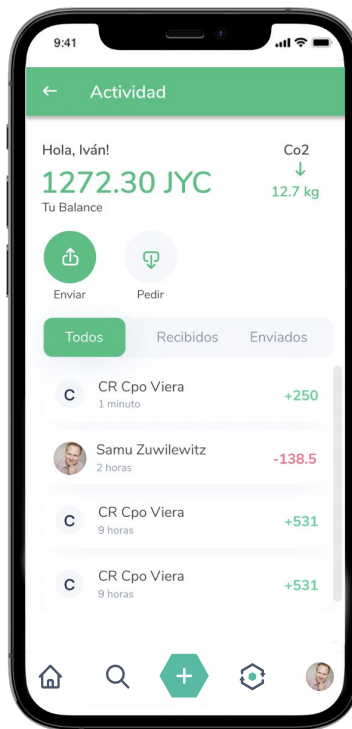 9:41
Actividad
Hola, Iván!
Co2
1272.30 JYC
12.7 kg
Tu Balance
Enviar
Pedir
Todos
Recibidos
Enviados
C
CR Cpo Viera
1 minuto
+250
Samu Zuwilewitz
2 horas
-138.5
C
CR Cpo Viera
9 horas
+531
C
CR Cpo Viera
9 horas
+531